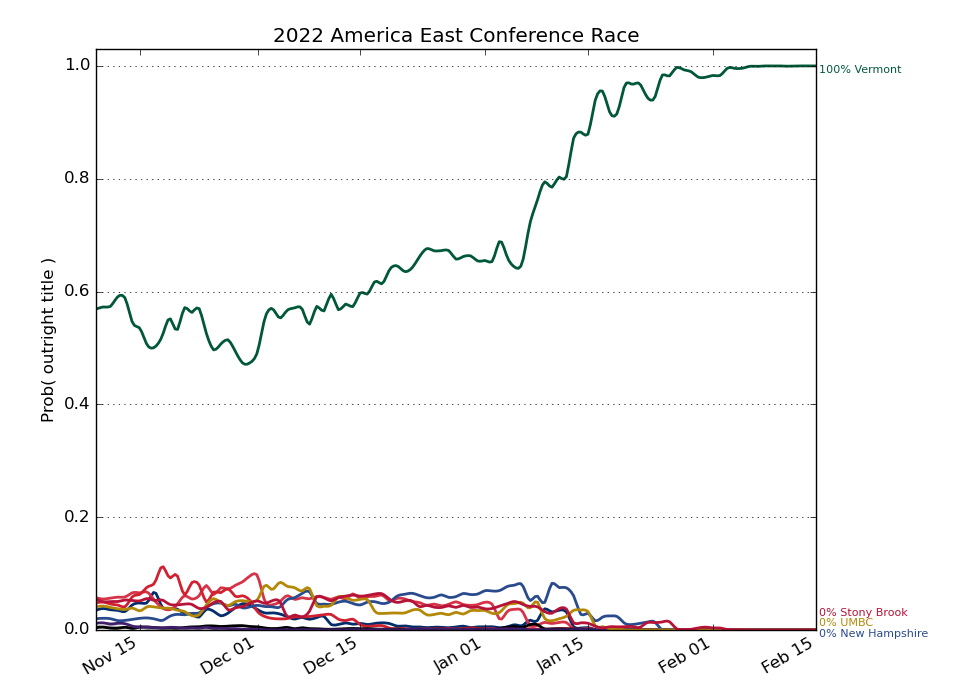 2022 America East Conference Race
1.0
0.8
0.6
0.4
0.2
0.0
Prob( outright title )
100% Vermont
0% Stony Brook
0% UMBC
0% New Hampshire
Nov 15
Dec 01
Dec 15
Jan 01
Jan 15
Feb 01
Feb 15